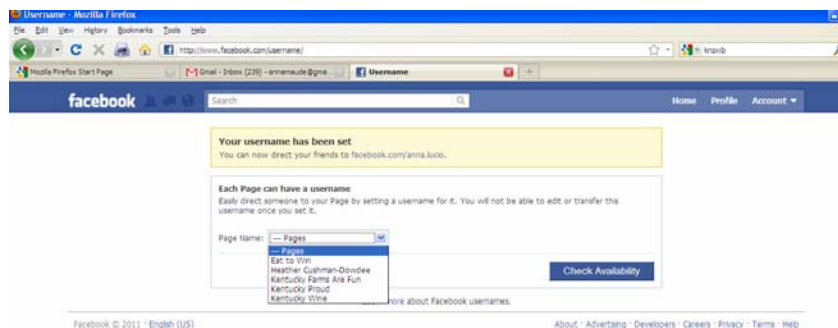 Username - Mozilla Firefox
File Edit View History Bookmarks Tools Help
http://www.facebook.com/username/
Mozilla Firefox Start Page
Gmail - Inbox (226) - annamaude@gma...
Username
facebook
Search
Home Profile Account
Your username has been set
You can now direct your friends to facebook.com/anna.lucio.
Each Page can have a username
Easily direct someone to your Page by setting a username for it. You will not be able to edit or transfer this
username once you set it.
Page Name: --- Pages
--- Pages
Eat to Win
Heather Cushman-Dowdee
Kentucky Farms Are Fun
Kentucky Proud
Kentucky Wine
Check Availability
more about Facebook usernames.
Facebook © 2011 · English (US)
About · Advertising · Developers · Careers · Privacy · Terms · Help